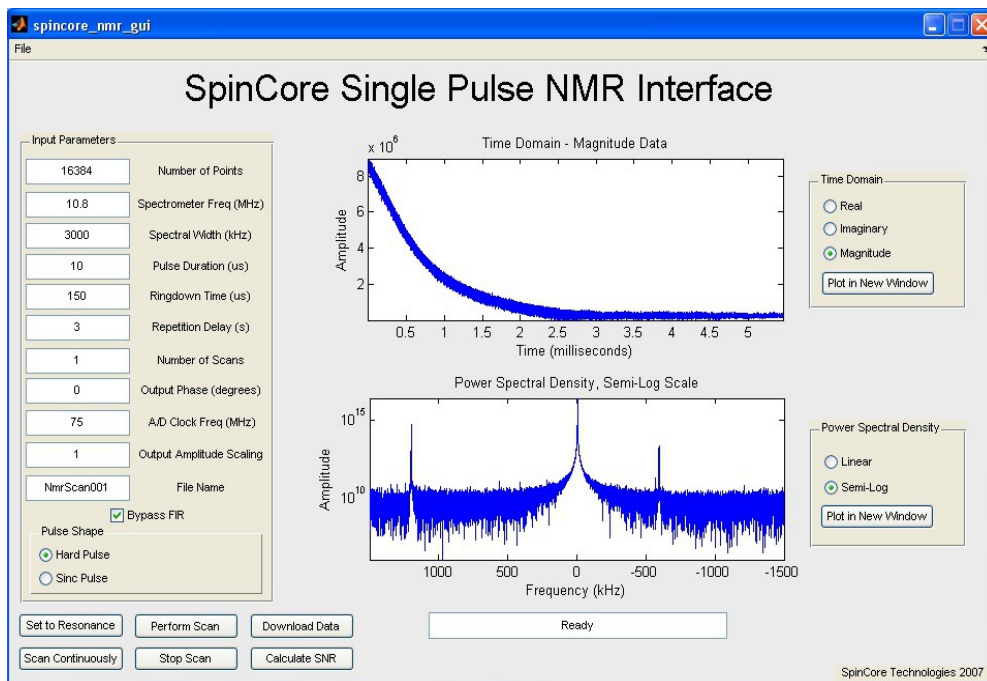 spincore_nmr_gui
File
SpinCore Single Pulse NMR Interface
Input Parameters
16384 Number of Points
10.8 Spectrometer Freq (MHz)
3000 Spectral Width (kHz)
10 Pulse Duration (us)
150 Ringdown Time (us)
3 Repetition Delay (s)
1 Number of Scans
0 Output Phase (degrees)
75 A/D Clock Freq (MHz)
1 Output Amplitude Scaling
NmrScan001 File Name
Bypass FIR
Pulse Shape
Hard Pulse
Sinc Pulse
Set to Resonance Perform Scan Download Data
Scan Continuously Stop Scan Calculate SNR
x 10^6
Time Domain - Magnitude Data
Amplitude
8
6
4
2
0.5 1 1.5 2 2.5 3 3.5 4 4.5 5
Time (milliseconds)
Time Domain
Real
Imaginary
Magnitude
Plot in New Window
Power Spectral Density, Semi-Log Scale
Amplitude
10^15
10^10
1000 500 0 -500 -1000 -1500
Frequency (kHz)
Power Spectral Density
Linear
Semi-Log
Plot in New Window
Ready
SpinCore Technologies 2007